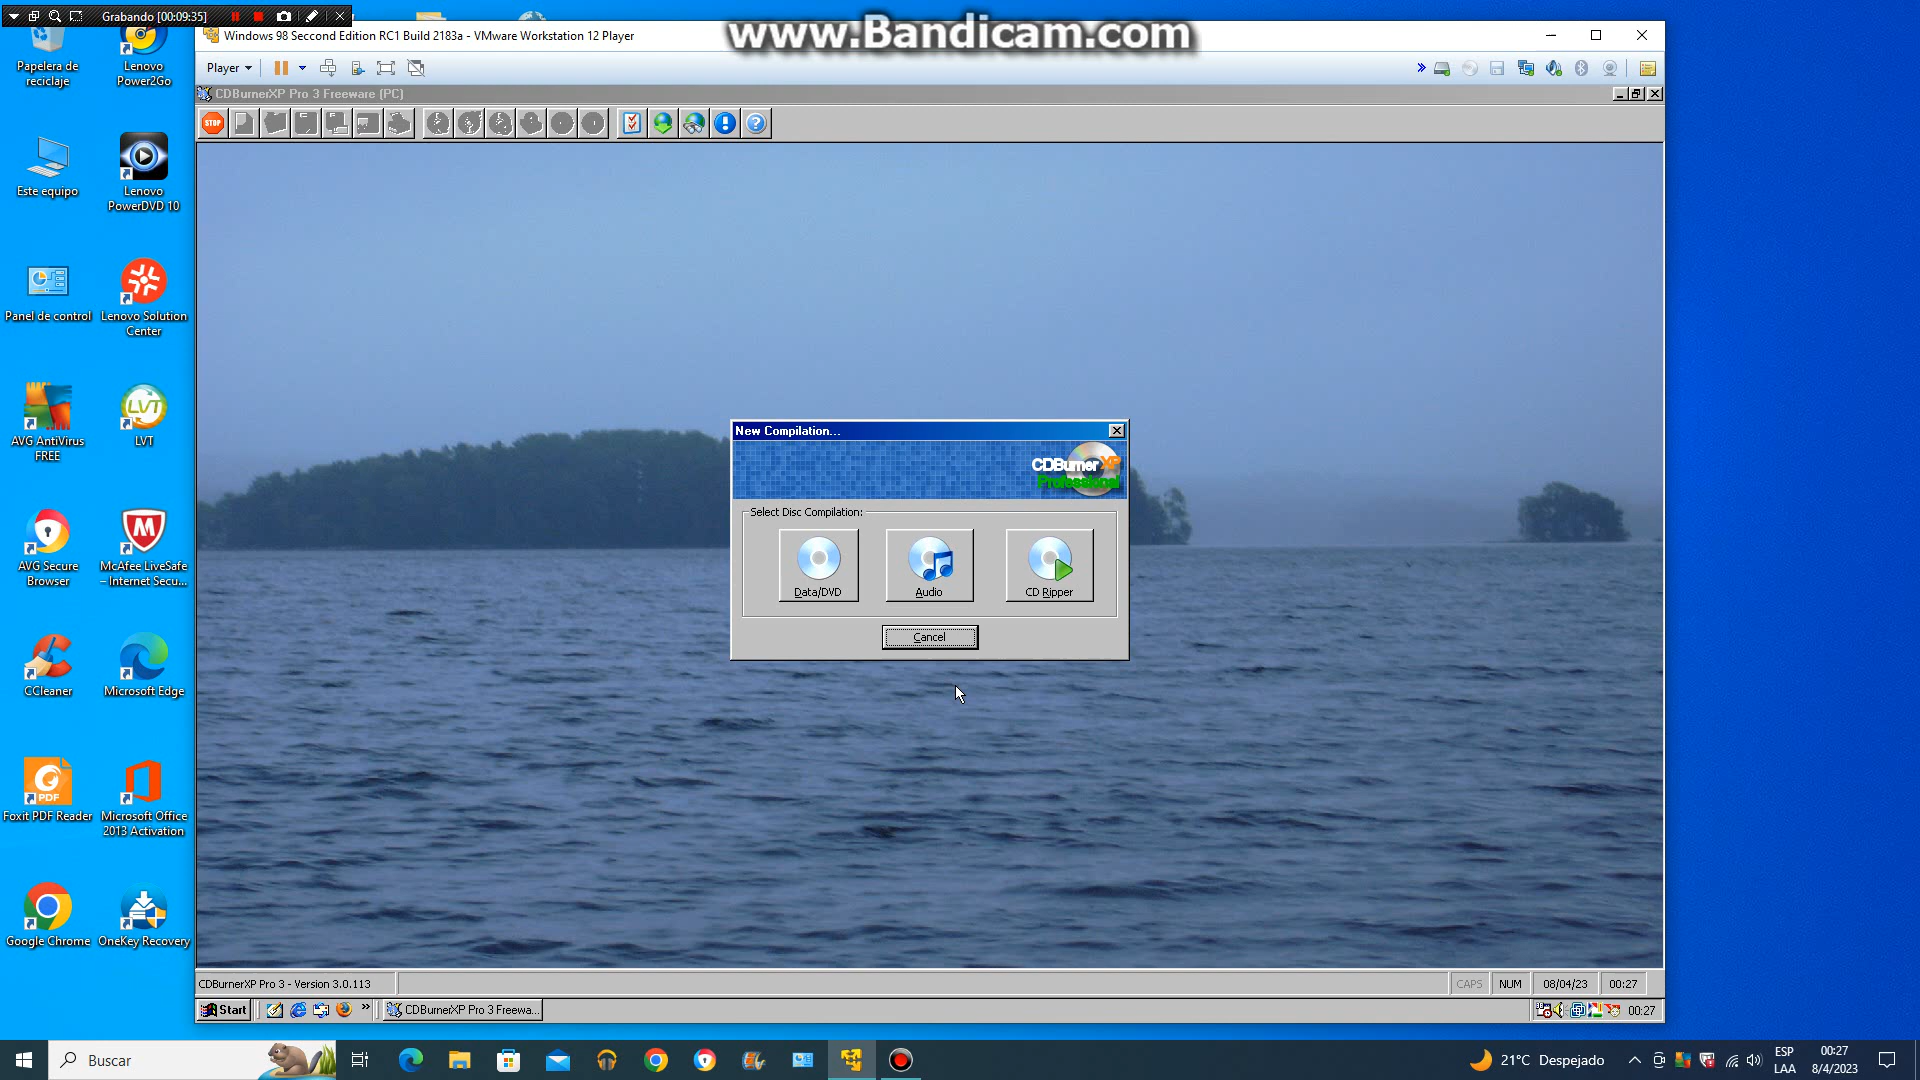 Grabando [00:09:35]
www.Bandicam.com
Windows 98 Seccond Edition RC1 Build 2183a - VMware Workstation 12 Player
Player
CDBurnerXP Pro 3 Freeware (PC)
STOP
Papelera de
reciclaje
Lenovo
Power2Go
Este equipo
Lenovo
PowerDVD 10
Panel de control
Lenovo Solution
Center
AVG AntiVirus
FREE
LVT
LVT
AVG Secure
Browser
McAfee LiveSafe
– Internet Secu...
CCleaner
Microsoft Edge
PDF
Foxit PDF Reader
Microsoft Office
2013 Activation
Google Chrome
OneKey Recovery
New Compilation...
CDBurnerXP
Professional
Select Disc Compilation:
Data/DVD
Audio
CD Ripper
Cancel
CDBurnerXP Pro 3 - Version 3.0.113
CAPS
NUM
08/04/23
00:27
Start
CDBurnerXP Pro 3 Freewa...
00:27
Buscar
21°C Despejado
ESP
LAA
00:27
8/4/2023